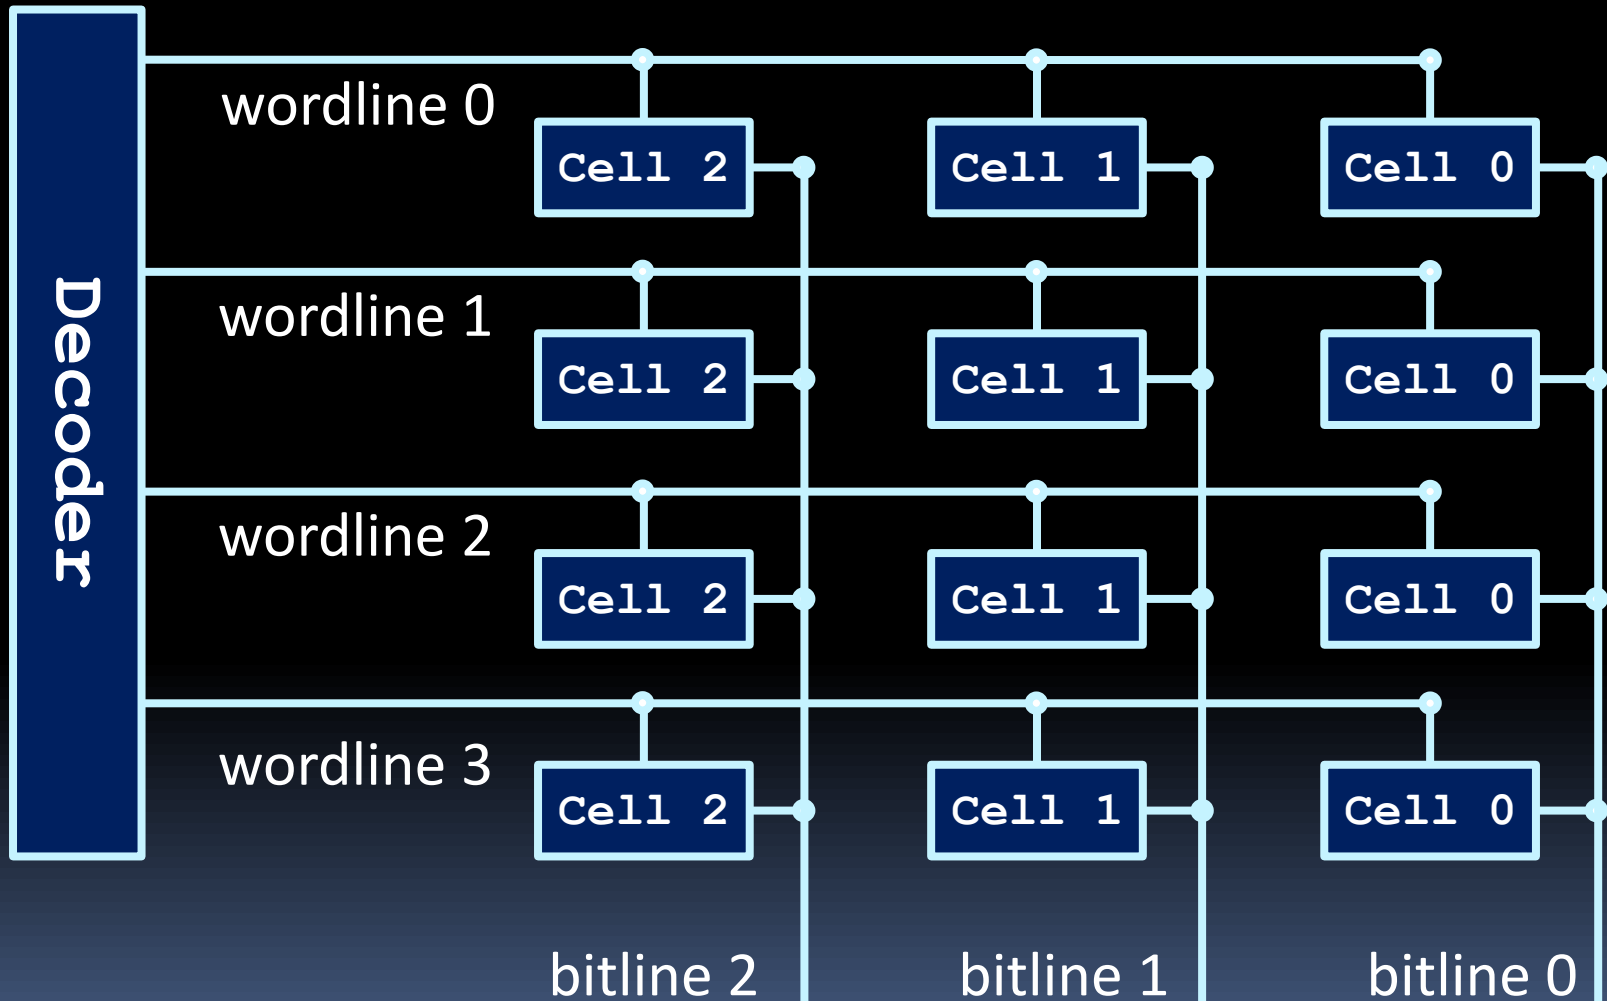 Decoder
wordline 0
Cell 2 Cell 1 Cell 0
wordline 1
Cell 2 Cell 1 Cell 0
wordline 2
Cell 2 Cell 1 Cell 0
wordline 3
Cell 2 Cell 1 Cell 0
bitline 2 bitline 1 bitline 0